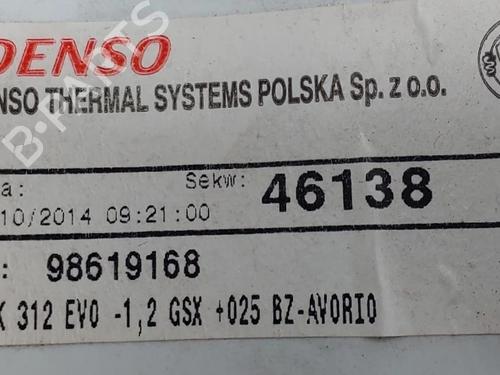 DENSO
NSO THERMAL SYSTEMS POLSKA Sp. z o.o.
a:
Sekw: 46138
10/2014 09:21:00
: 98619168
K 312 EVO -1,2 GSX +025 BZ-AVORIO
B-PARTS